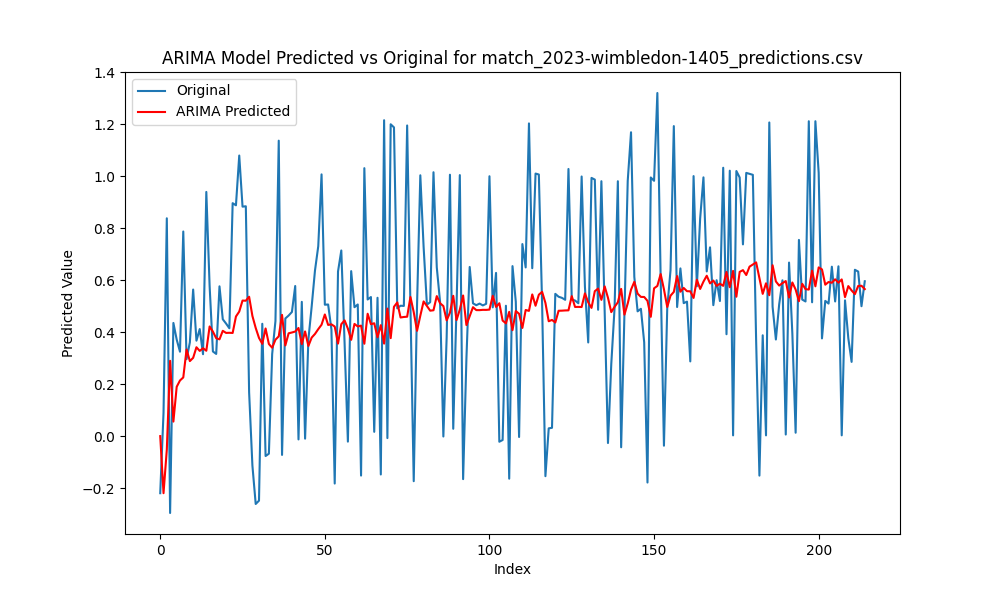 ARIMA Model Predicted vs Original for match_2023-wimbledon-1405_predictions.csv
Original
ARIMA Predicted
Predicted Value
1.4
1.2
1.0
0.8
0.6
0.4
0.2
0.0
−0.2
0 50 100 150 200
Index